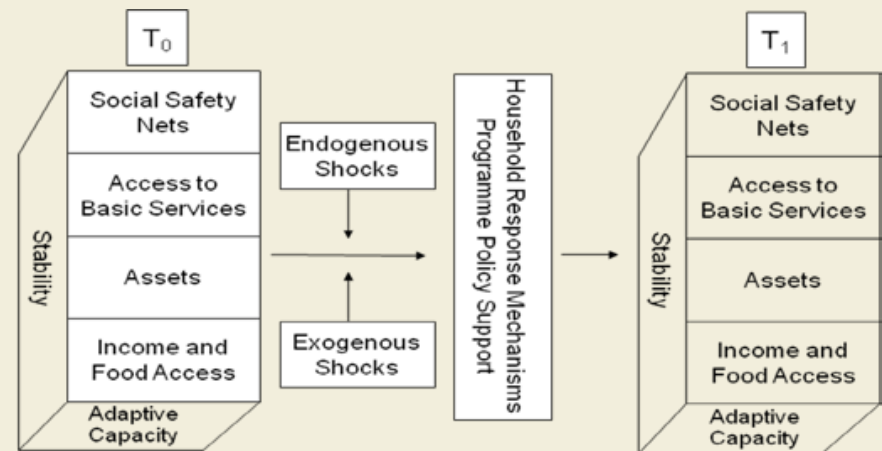 T0
Social Safety
Nets
Access to
Basic Services
Assets
Income and
Food Access
Stability
Adaptive
Capacity
Endogenous
Shocks
Exogenous
Shocks
Household Response Mechanisms
Programme Policy Support
T1
Social Safety
Nets
Access to
Basic Services
Assets
Income and
Food Access
Stability
Adaptive
Capacity